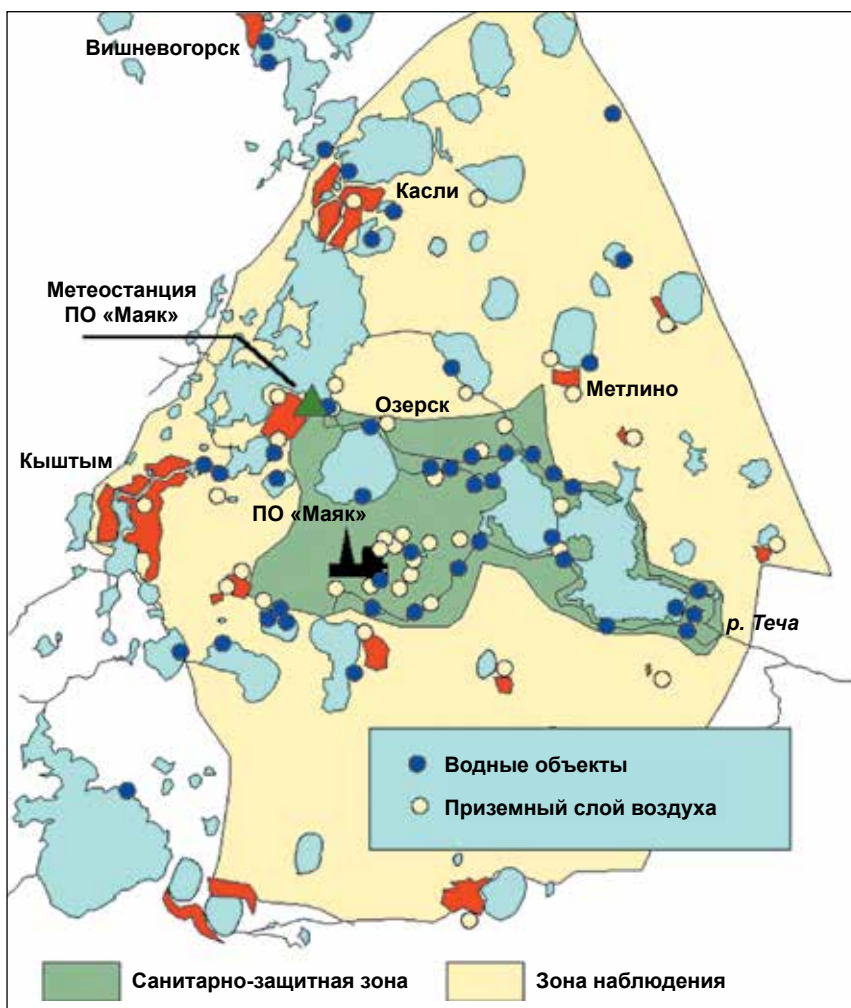 Вишневогорск
Касли
Метеостанция
ПО «Маяк»
Метлино
Озерск
Кыштым
ПО «Маяк»
р. Теча
Водные объекты
Приземный слой воздуха
Санитарно-защитная зона
Зона наблюдения